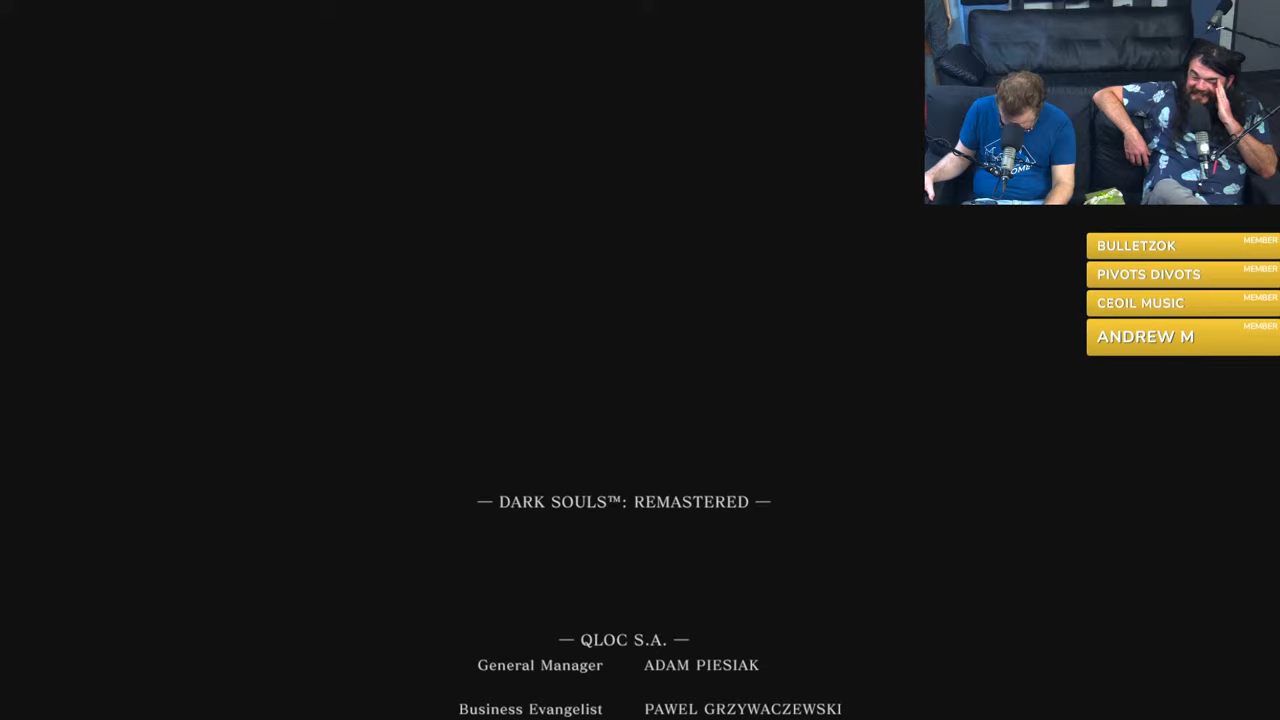 BULLETZOK MEMBER
PIVOTS DIVOTS MEMBER
CEOIL MUSIC MEMBER
ANDREW M MEMBER
— DARK SOULS™: REMASTERED —
— QLOC S.A. —
General Manager ADAM PIESIAK
Business Evangelist PAWEL GRZYWACZEWSKI